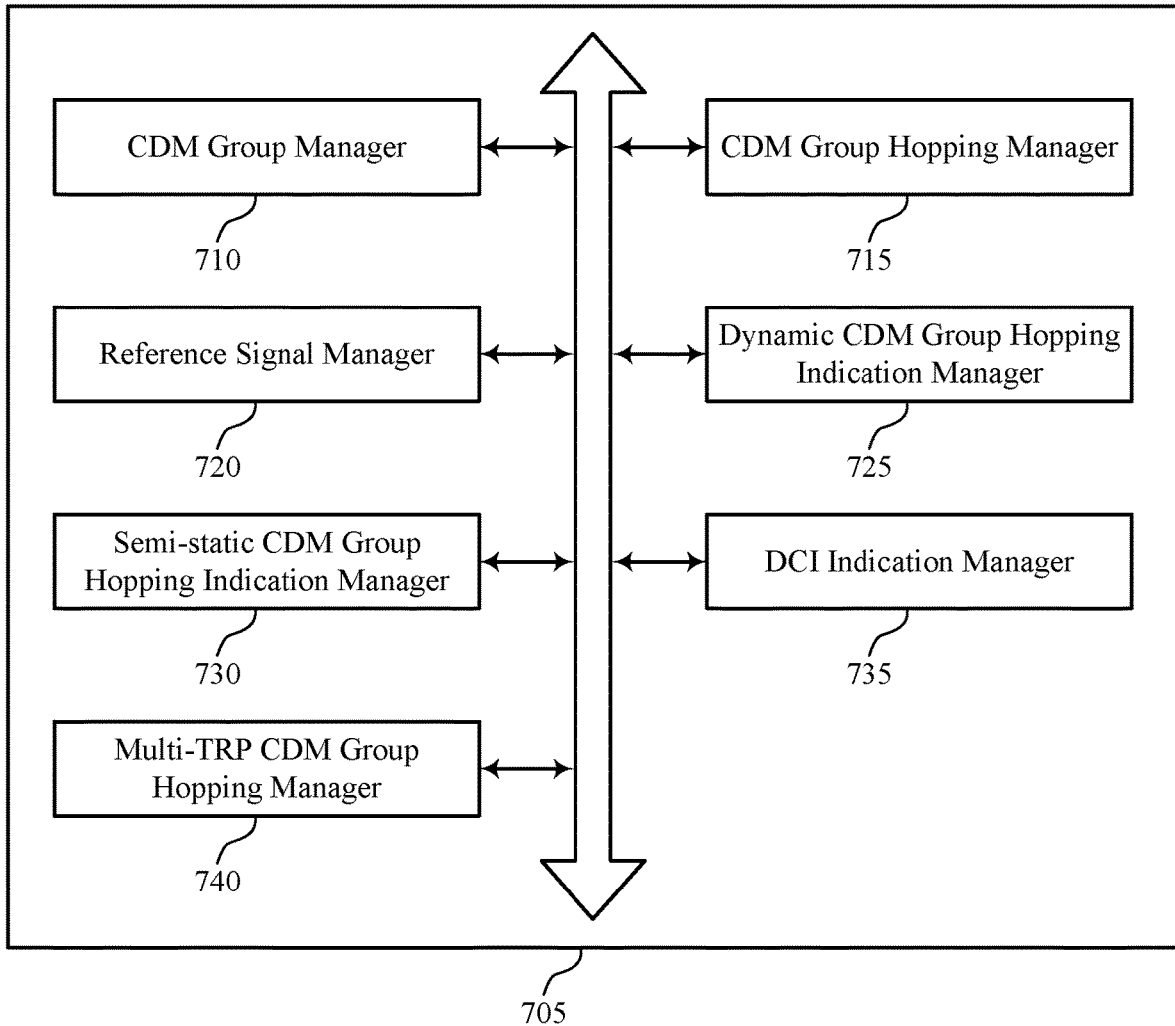 CDM Group Manager
710
CDM Group Hopping Manager
715
Reference Signal Manager
720
Dynamic CDM Group Hopping
Indication Manager
725
Semi-static CDM Group
Hopping Indication Manager
730
DCI Indication Manager
735
Multi-TRP CDM Group
Hopping Manager
740
705